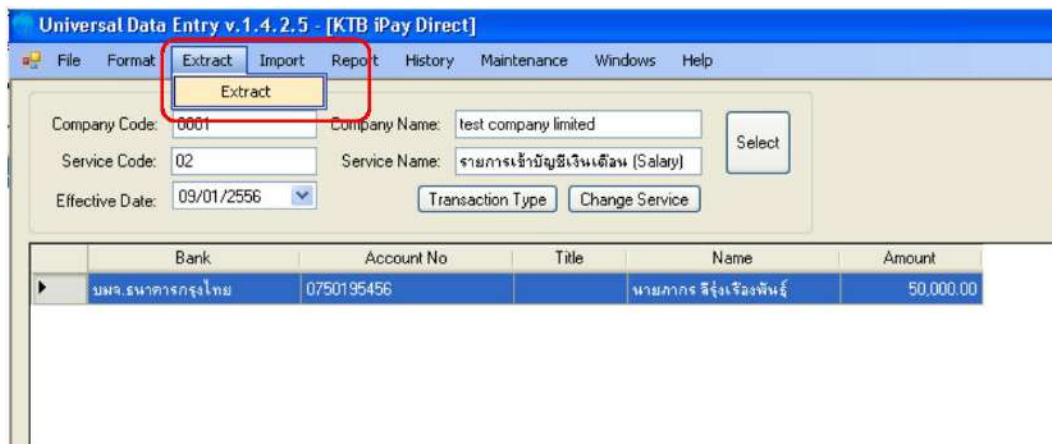 Universal Data Entry v.1.4.2.5 - [KTB iPay Direct]
File Format Extract Import Report History Maintenance Windows Help
Extract
Company Code: 0001 Company Name: test company limited
Select
Service Code: 02 Service Name: รายการเข้าบัญชีเงินเดือน (Salary)
Effective Date: 09/01/2556 Transaction Type Change Service
Bank Account No Title Name Amount
บมจ.ธนาคารกรุงไทย 0750195456 นายภากร ลีรุ่งเรืองพันธุ์ 50,000.00